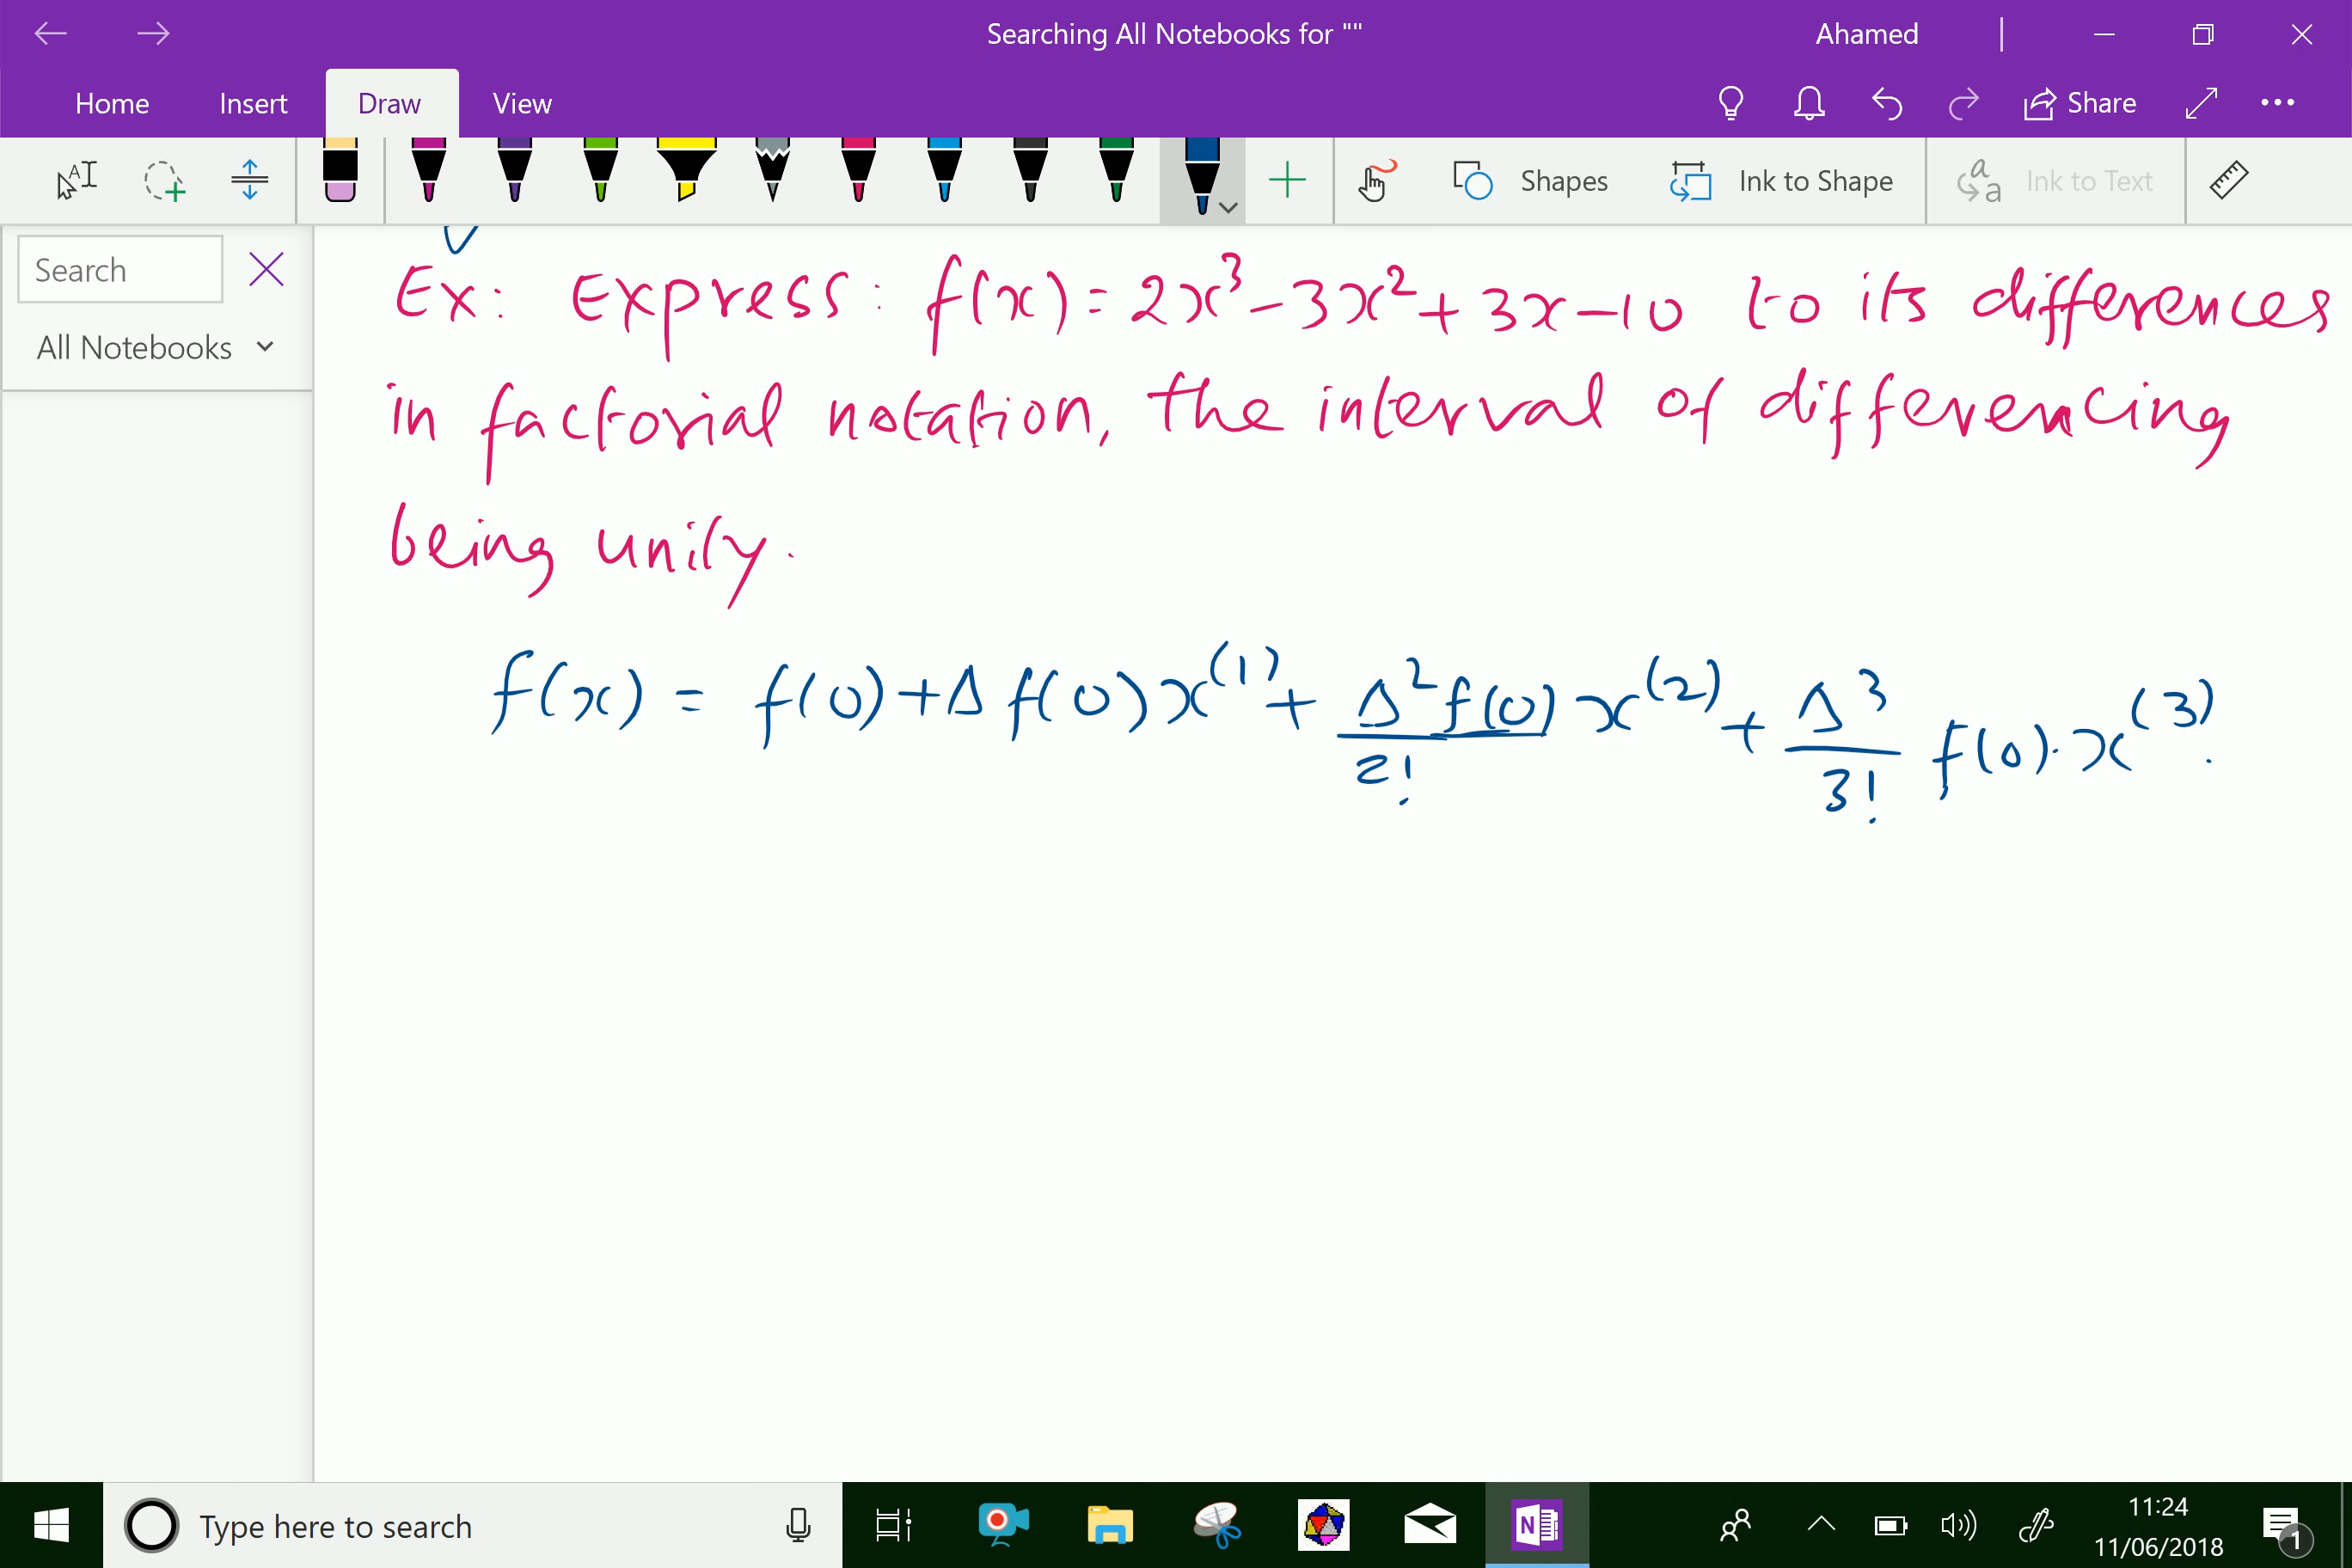 Searching All Notebooks for ""
Ahamed
Home Insert Draw View
Share
Shapes Ink to Shape Ink to Text
Search
All Notebooks
Ex: Express: f(x) = 2x³ - 3x² + 3x - 10 to its differences
in factorial notation, the interval of differencing
being unity.
f(x) = f(0) + Δ f(0) x⁽¹⁾ + Δ² f(0)/2! x⁽²⁾ + Δ³/3! f(0) · x⁽³⁾.
Type here to search
11:24
11/06/2018
1